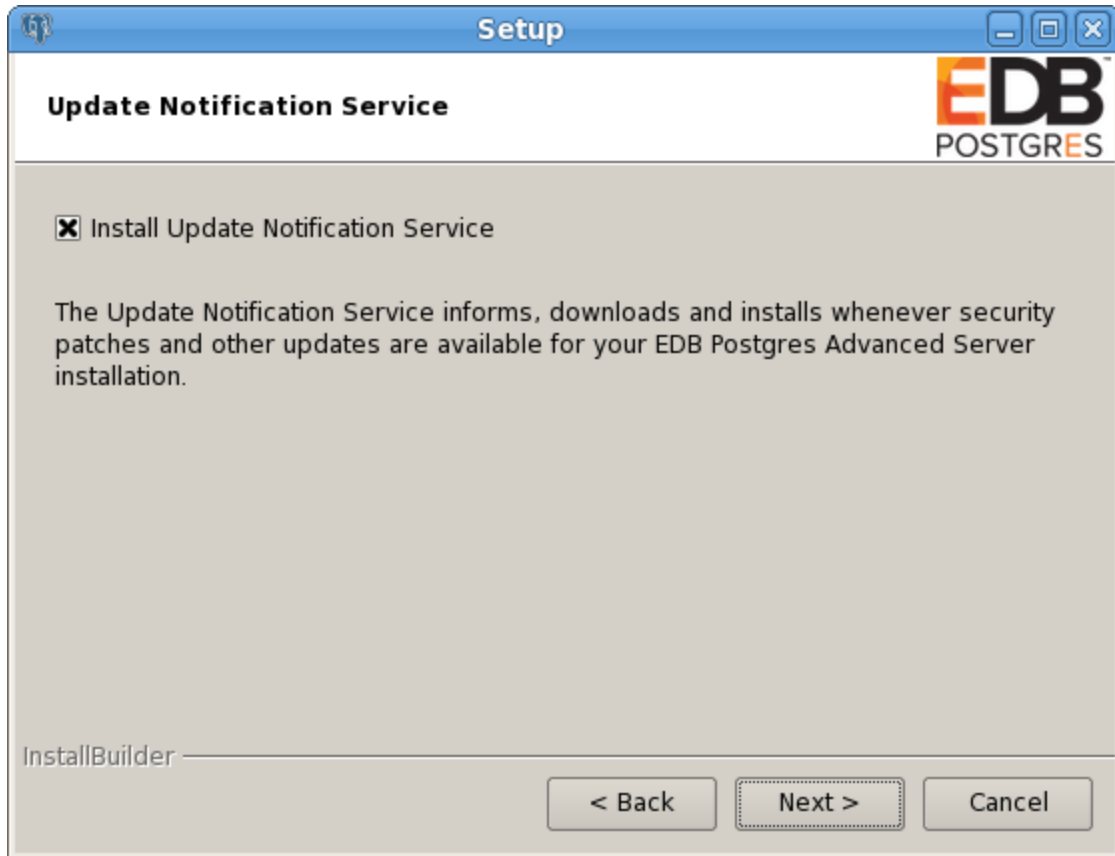 Setup
Update Notification Service
EDB™
POSTGRES
Install Update Notification Service
The Update Notification Service informs, downloads and installs whenever security
patches and other updates are available for your EDB Postgres Advanced Server
installation.
InstallBuilder
< Back
Next >
Cancel